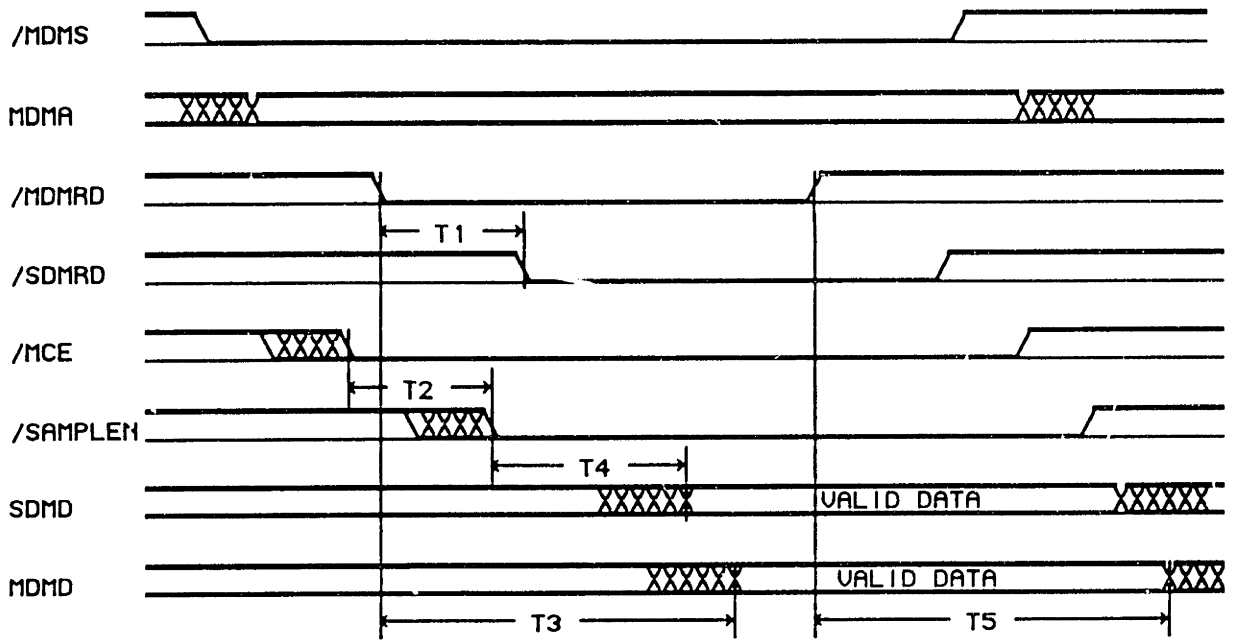 /MDMS
MDMA
/MDMRD
T1
/SDMRD
/MCE
T2
/SAMPLEN
T4
SDMD VALID DATA
MDMD VALID DATA
T3 T5